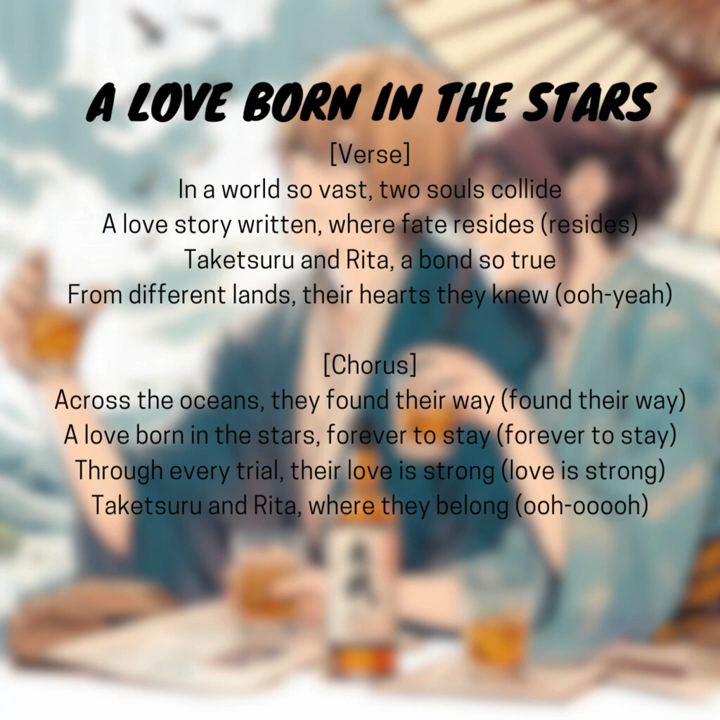 A LOVE BORN IN THE STARS
[Verse]
In a world so vast, two souls collide
A love story written, where fate resides (resides)
Taketsuru and Rita, a bond so true
From different lands, their hearts they knew (ooh-yeah)
[Chorus]
Across the oceans, they found their way (found their way)
A love born in the stars, forever to stay (forever to stay)
Through every trial, their love is strong (love is strong)
Taketsuru and Rita, where they belong (ooh-ooooh)